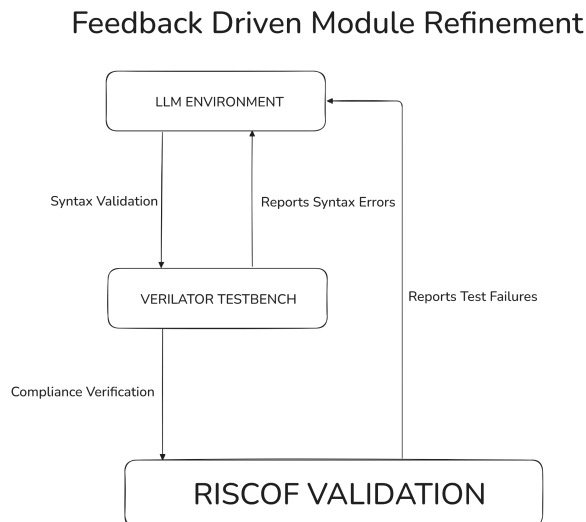 Feedback Driven Module Refinement
LLM ENVIRONMENT
Syntax Validation
Reports Syntax Errors
VERILATOR TESTBENCH
Reports Test Failures
Compliance Verification
RISCOF VALIDATION